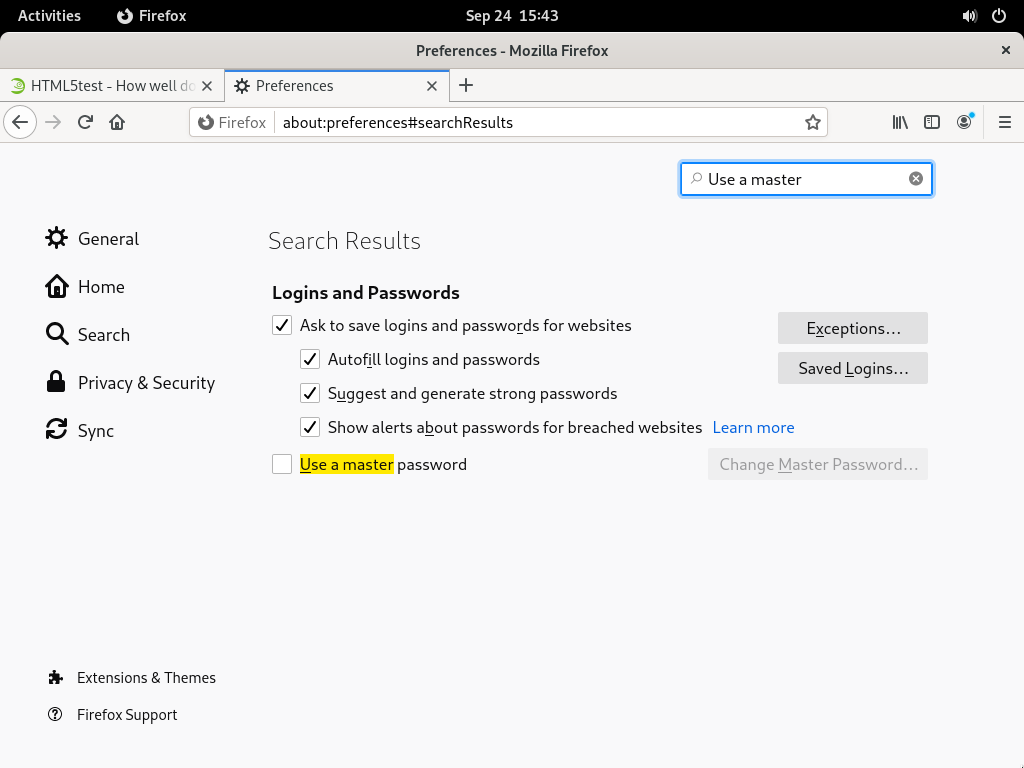 Activities Firefox Sep 24 15:43
Preferences - Mozilla Firefox
HTML5test - How well do Preferences
Firefox about:preferences#searchResults
Use a master
General
Home
Search
Privacy & Security
Sync
Extensions & Themes
Firefox Support
Search Results
Logins and Passwords
Ask to save logins and passwords for websites Exceptions...
Autofill logins and passwords Saved Logins...
Suggest and generate strong passwords
Show alerts about passwords for breached websites Learn more
Use a master password Change Master Password...